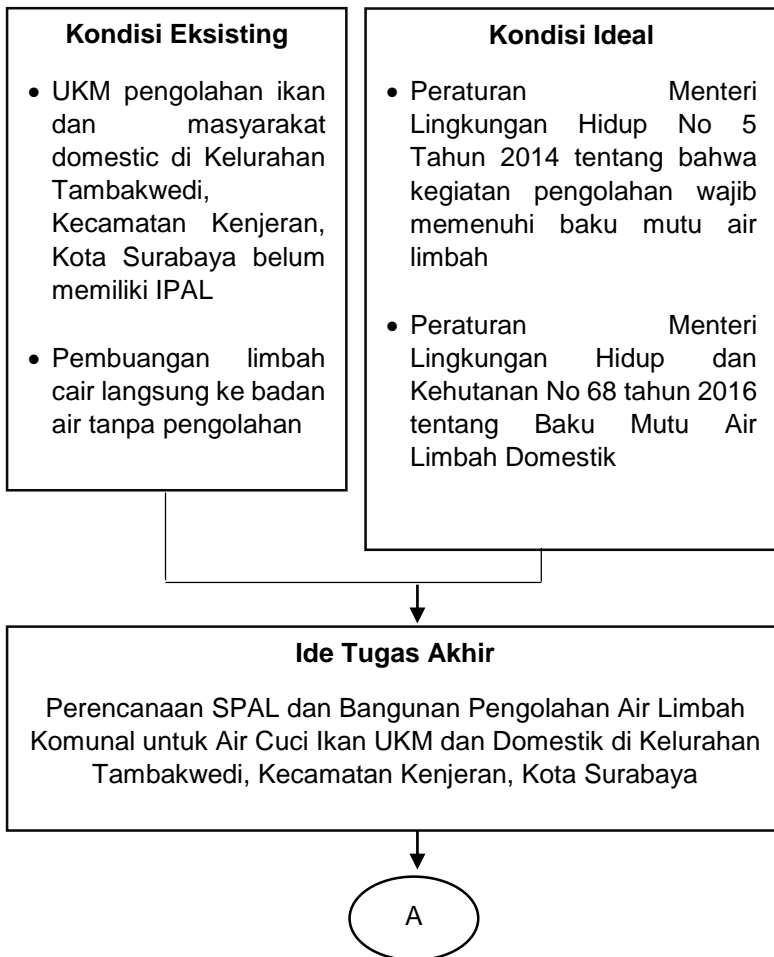 Kondisi Eksisting
• UKM pengolahan ikan
dan masyarakat
domestic di Kelurahan
Tambakwedi,
Kecamatan Kenjeran,
Kota Surabaya belum
memiliki IPAL
• Pembuangan limbah
cair langsung ke badan
air tanpa pengolahan
Kondisi Ideal
• Peraturan Menteri
Lingkungan Hidup No 5
Tahun 2014 tentang bahwa
kegiatan pengolahan wajib
memenuhi baku mutu air
limbah
• Peraturan Menteri
Lingkungan Hidup dan
Kehutanan No 68 tahun 2016
tentang Baku Mutu Air
Limbah Domestik
Ide Tugas Akhir
Perencanaan SPAL dan Bangunan Pengolahan Air Limbah
Komunal untuk Air Cuci Ikan UKM dan Domestik di Kelurahan
Tambakwedi, Kecamatan Kenjeran, Kota Surabaya
A